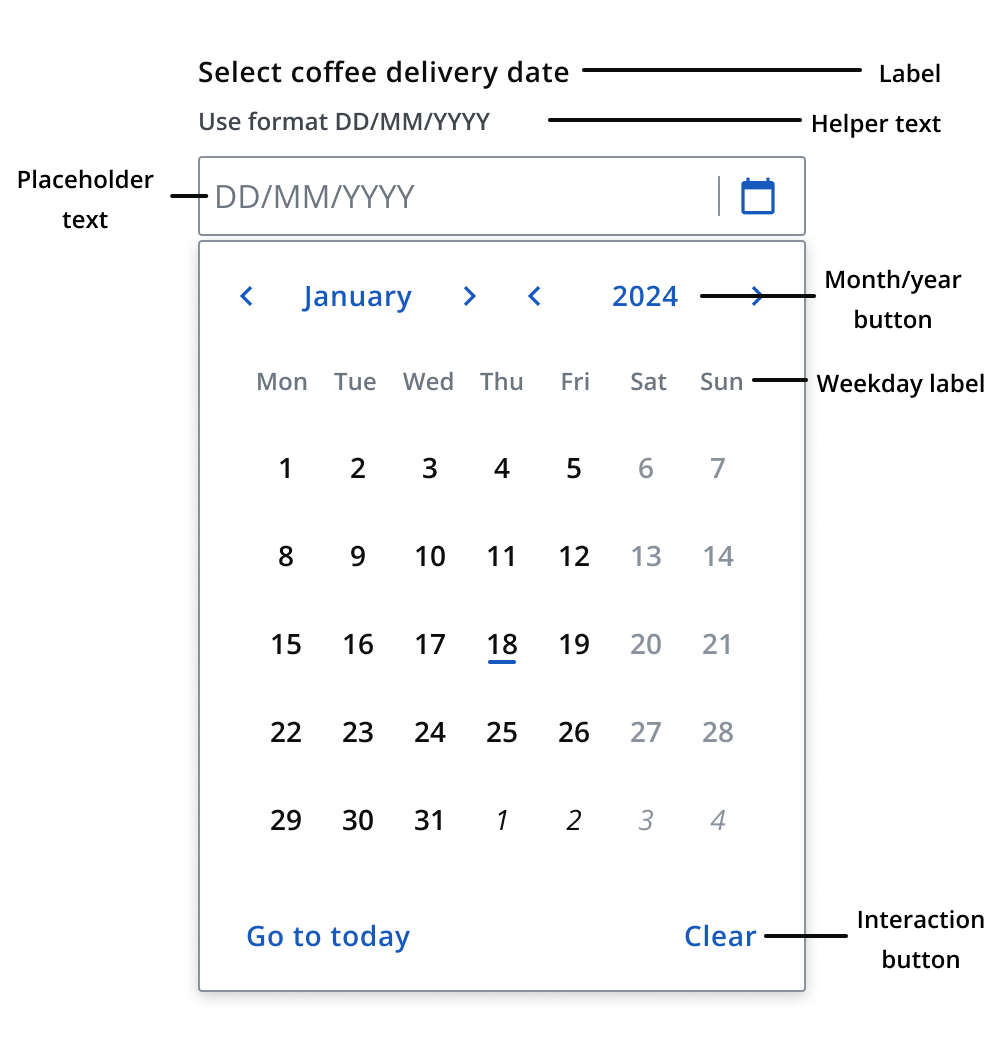 Select coffee delivery date
Label
Use format DD/MM/YYYY
Helper text
Placeholder
text
DD/MM/YYYY
January
2024
Month/year
button
Mon Tue Wed Thu Fri Sat Sun
Weekday label
1 2 3 4 5 6 7
8 9 10 11 12 13 14
15 16 17 18 19 20 21
22 23 24 25 26 27 28
29 30 31 1 2 3 4
Go to today
Clear
Interaction
button